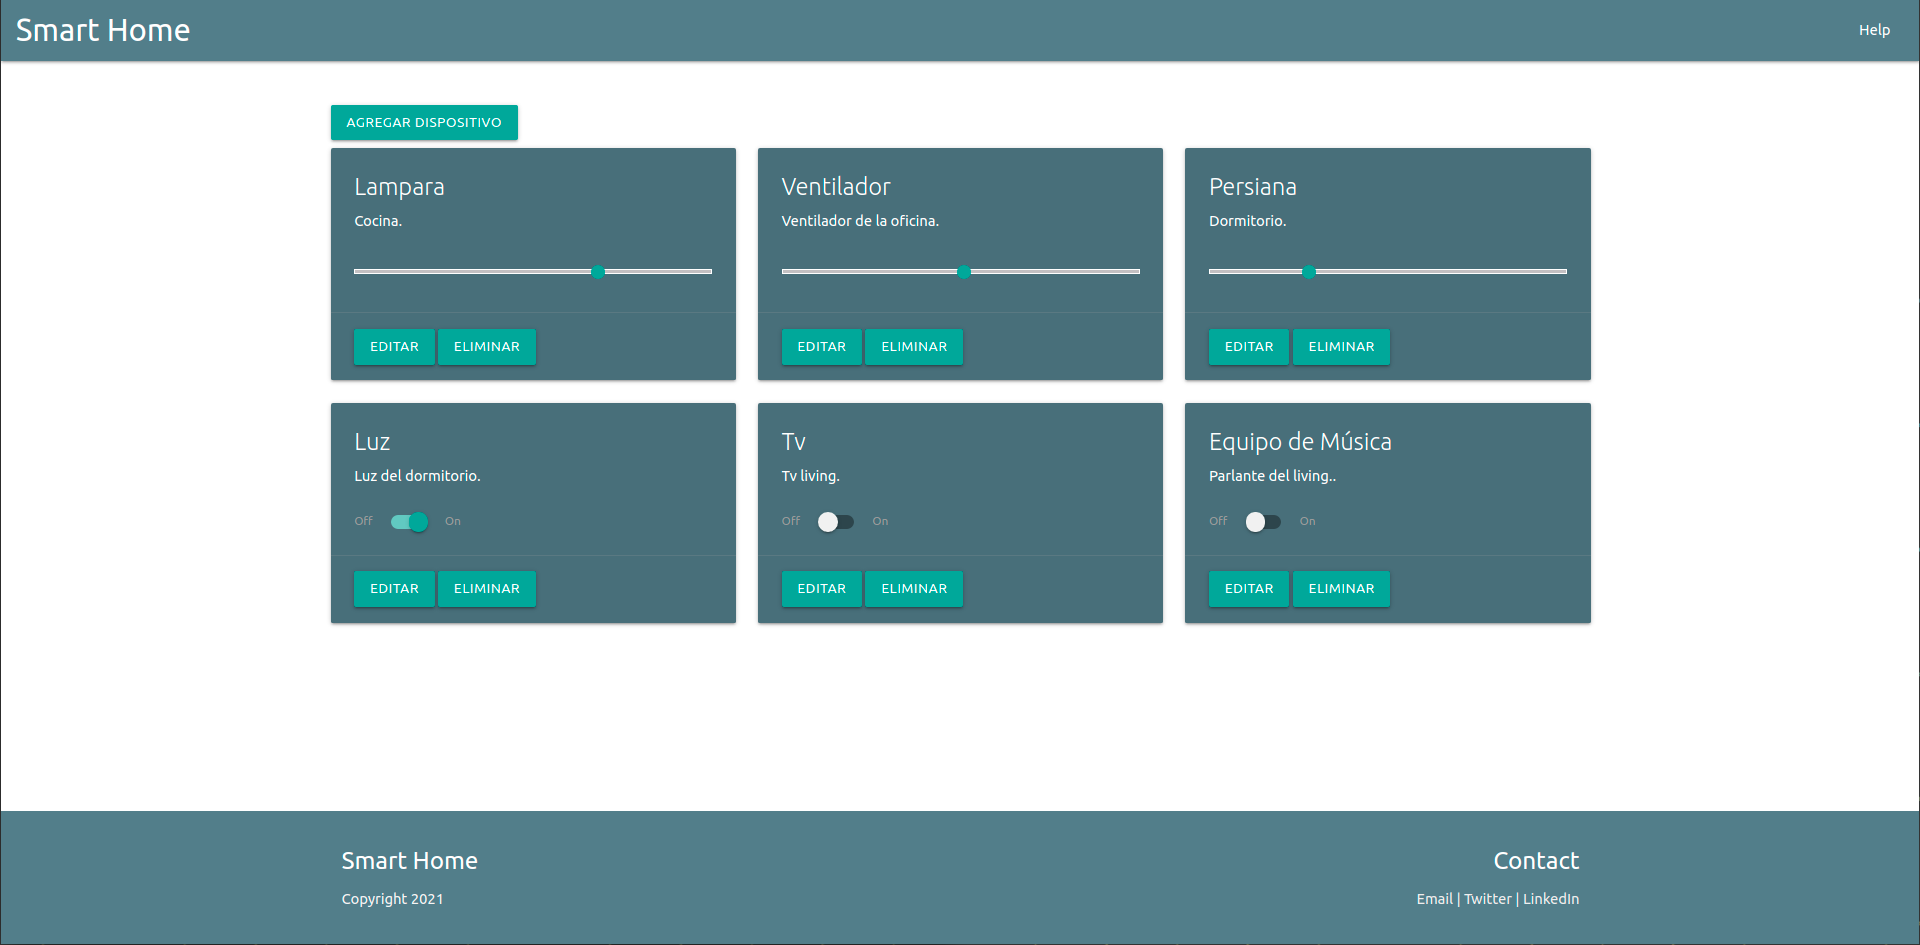 Smart Home
Help
AGREGAR DISPOSITIVO
Lampara
Cocina.
EDITAR ELIMINAR
Ventilador
Ventilador de la oficina.
EDITAR ELIMINAR
Persiana
Dormitorio.
EDITAR ELIMINAR
Luz
Luz del dormitorio.
Off On
EDITAR ELIMINAR
Tv
Tv living.
Off On
EDITAR ELIMINAR
Equipo de Música
Parlante del living..
Off On
EDITAR ELIMINAR
Smart Home
Copyright 2021
Contact
Email | Twitter | LinkedIn